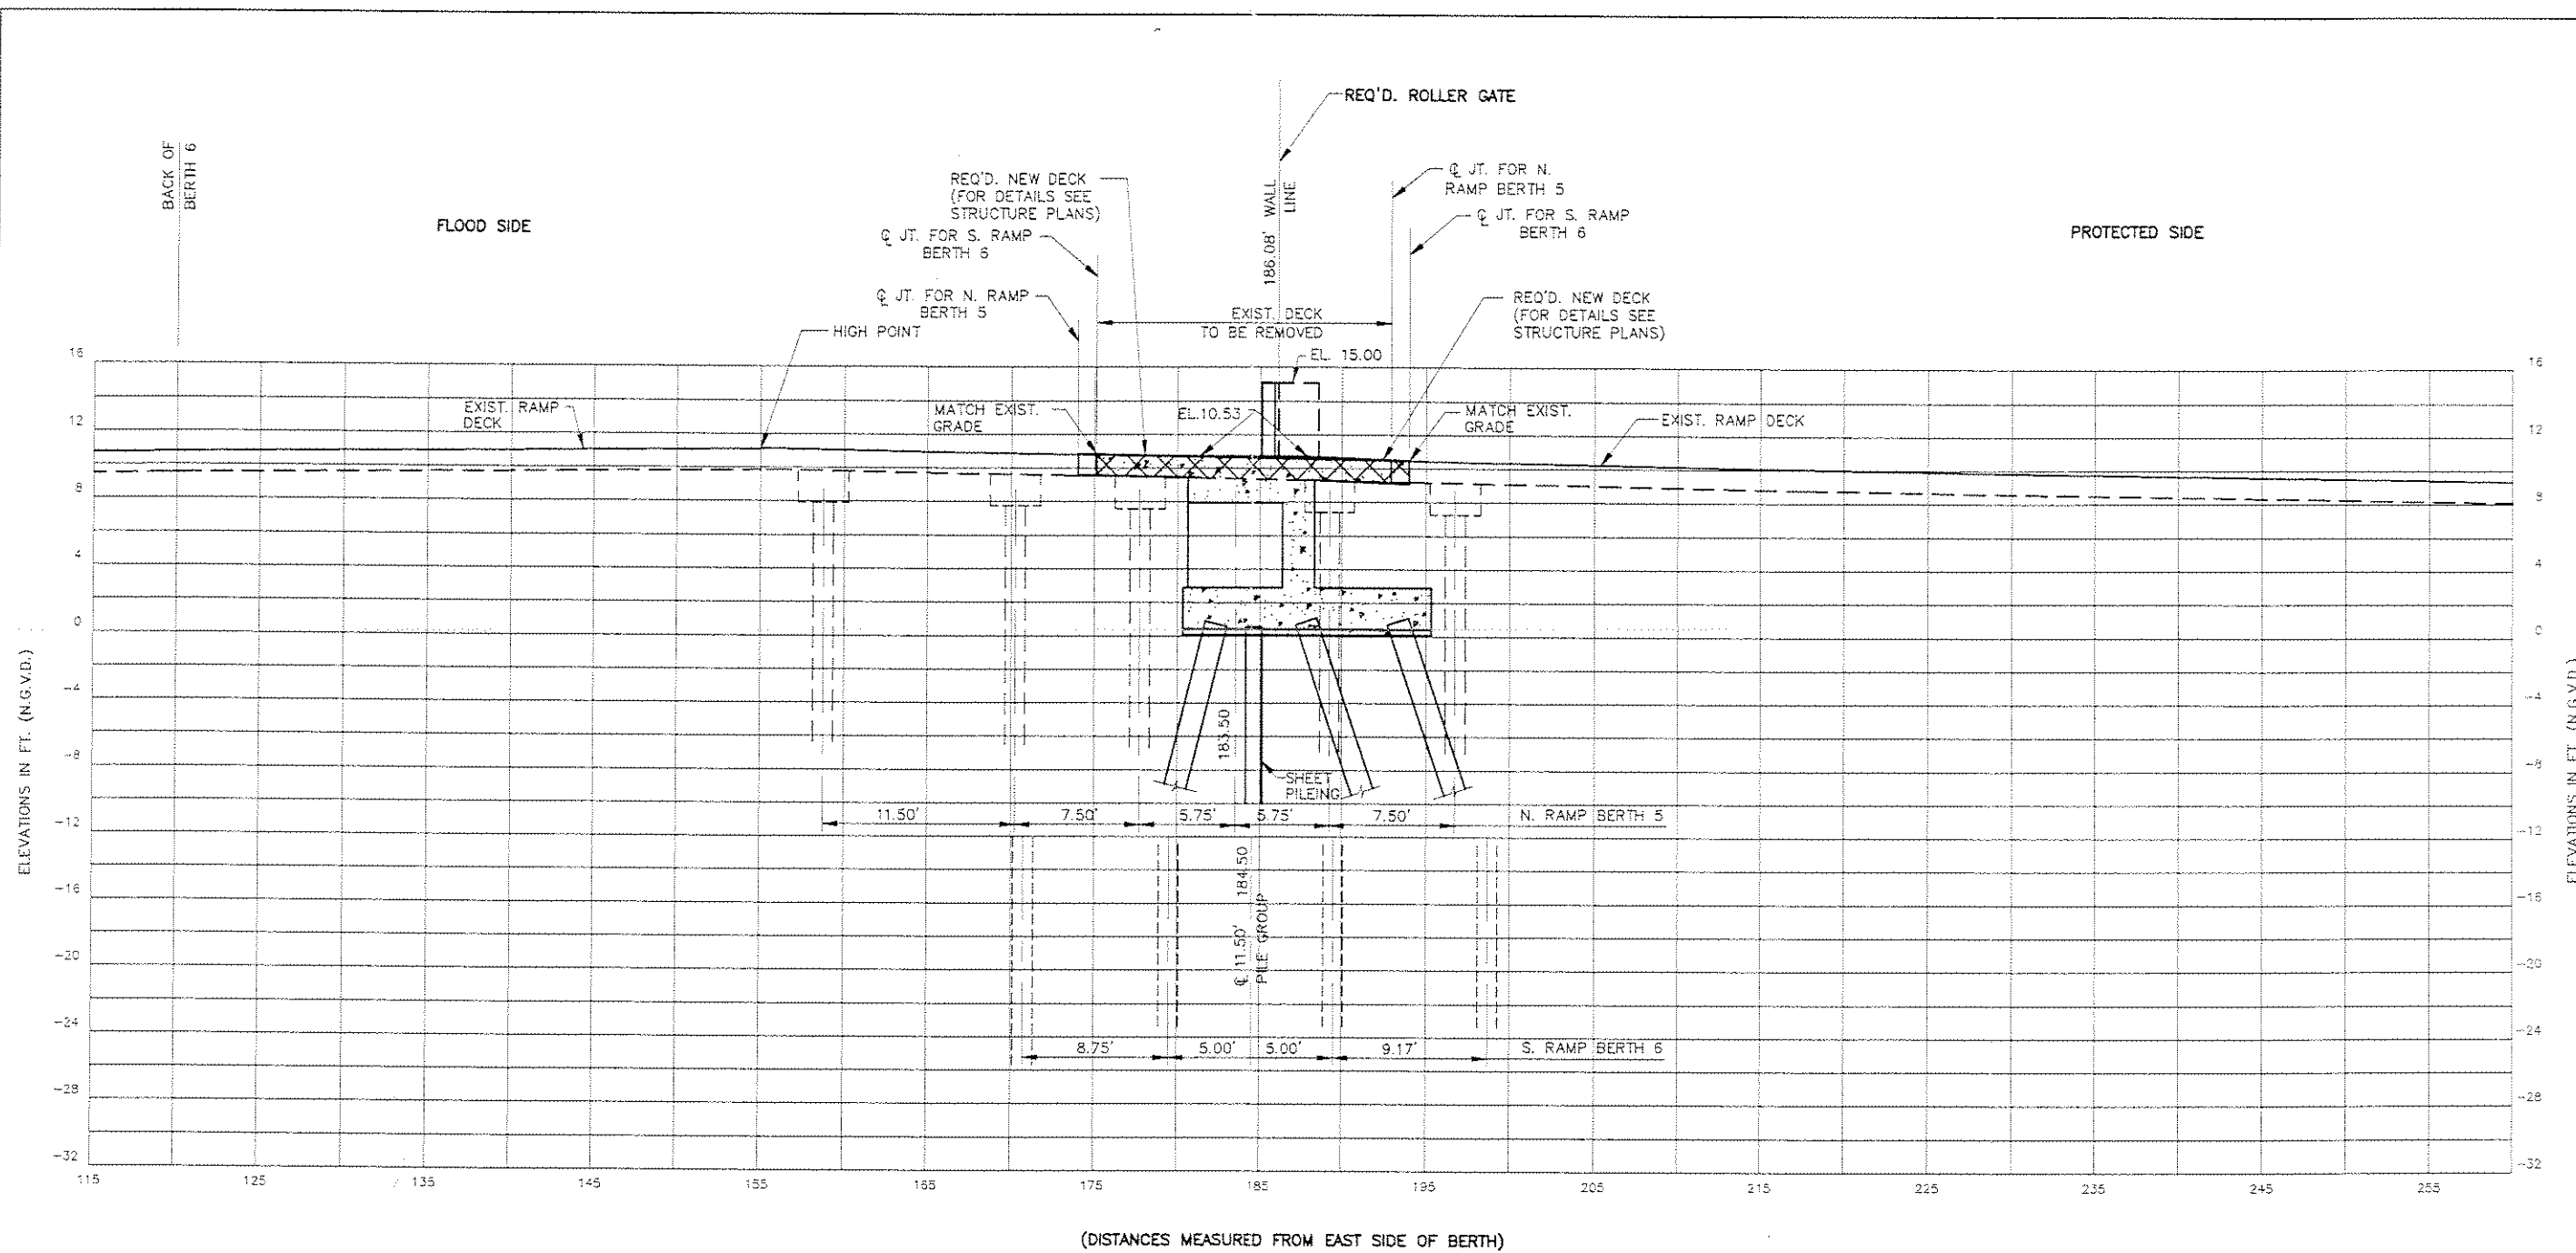 REQ'D. ROLLER GATE
BACK OF
BERTH 6
FLOOD SIDE
REQ'D. NEW DECK
(FOR DETAILS SEE
STRUCTURE PLANS)
℄ JT. FOR S. RAMP
BERTH 6
℄ JT. FOR N. RAMP
BERTH 5
HIGH POINT
186.08' WALL
LINE
℄ JT. FOR N.
RAMP BERTH 5
℄ JT. FOR S. RAMP
BERTH 6
PROTECTED SIDE
EXIST. DECK
TO BE REMOVED
REQ'D. NEW DECK
(FOR DETAILS SEE
STRUCTURE PLANS)
EL. 15.00
EXIST. RAMP
DECK
MATCH EXIST.
GRADE
EL.10.53
MATCH EXIST.
GRADE
EXIST. RAMP DECK
16
12
8
4
0
-4
-8
-12
-16
-20
-24
-28
-32
ELEVATIONS IN FT. (N.G.V.D.)
16
12
8
4
0
-4
-8
-12
-16
-20
-24
-28
-32
ELEVATIONS IN FT. (N.G.V.D.)
183.50
SHEET
PILEING
11.50'
7.50'
5.75'
5.75'
7.50'
N. RAMP BERTH 5
℄ 11.50' 184.50
PILE GROUP
8.75'
5.00'
5.00'
9.17'
S. RAMP BERTH 6
115
125
135
145
155
165
175
185
195
205
215
225
235
245
255
(DISTANCES MEASURED FROM EAST SIDE OF BERTH)